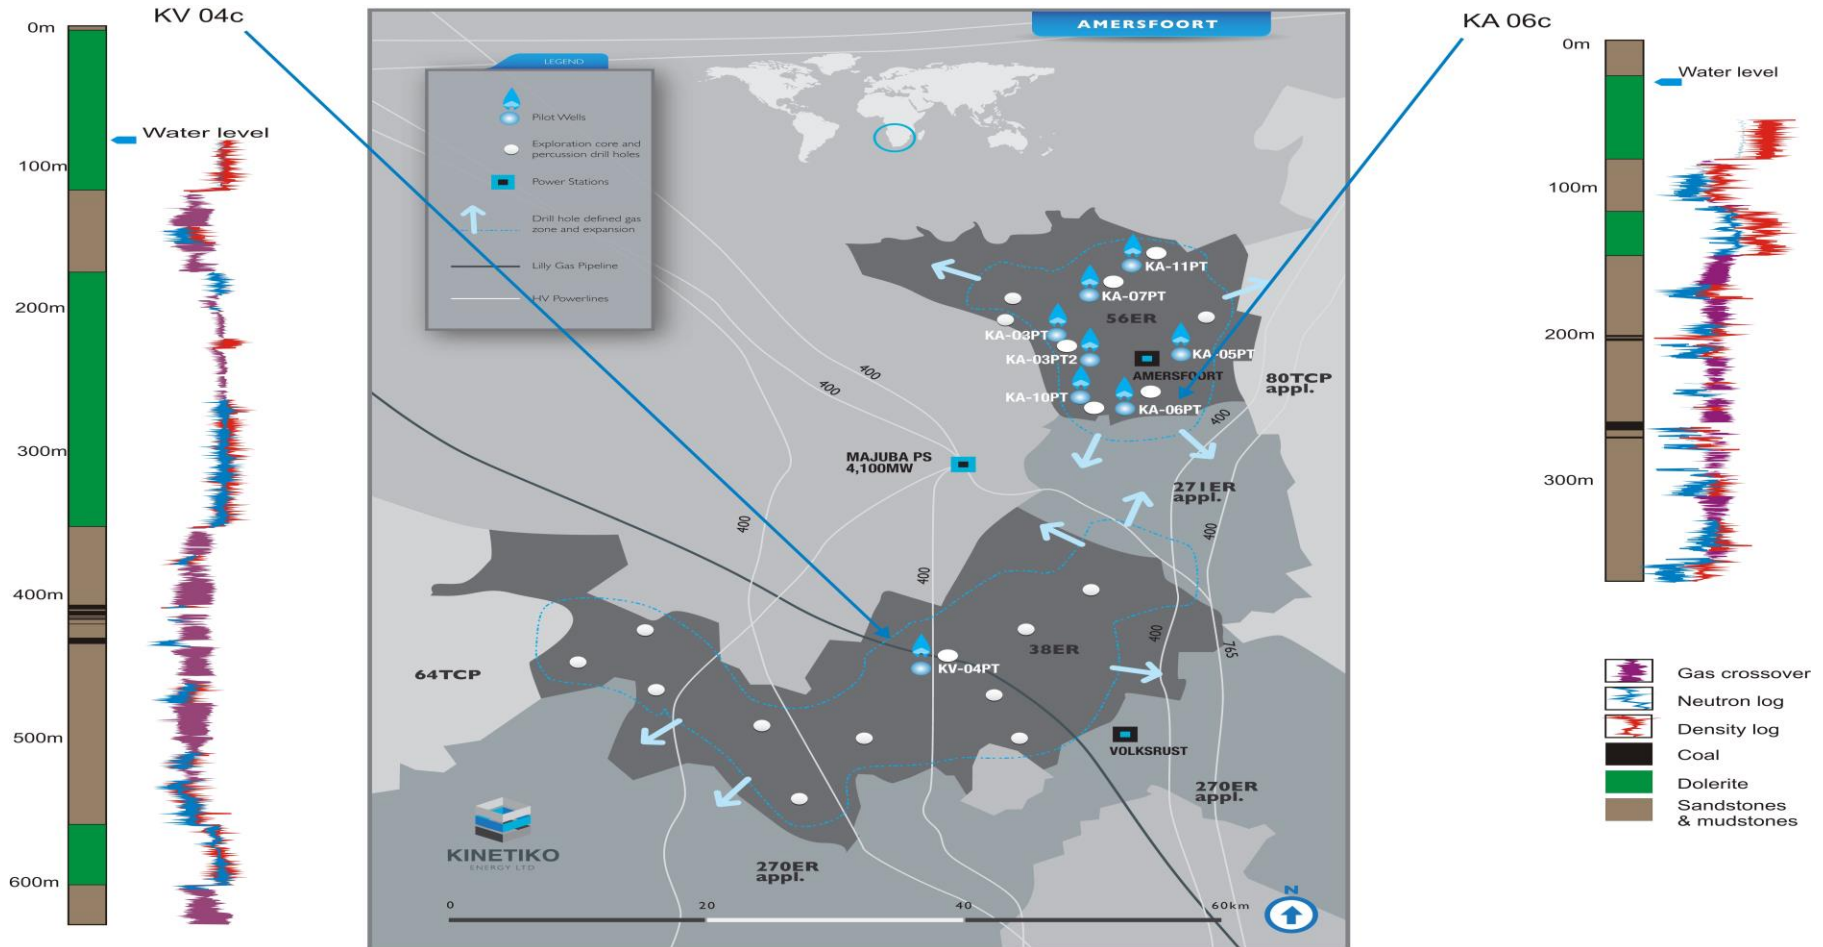 KV 04c
0m
Water level
100m
200m
300m
400m
500m
600m
AMERSFOORT
LEGEND
Pilot Wells
Exploration core and
percussion drill holes
Power Stations
Drill hole defined gas
zone and expansion
Lilly Gas Pipeline
HV Powerlines
KA-11PT
KA-07PT
56ER
KA-03PT
KA-03PT2
KA-05PT
AMERSFOORT
KA-10PT
KA-06PT
80TCP
appl.
400
400
400
MAJUBA PS
4,100MW
271ER
appl.
400
400
400
400
765
38ER
KV-04PT
64TCP
VOLKSRUST
270ER
appl.
270ER
appl.
KINETIKO
ENERGY LTD
0
20
40
60km
N
KA 06c
0m
Water level
100m
200m
300m
Gas crossover
Neutron log
Density log
Coal
Dolerite
Sandstones
& mudstones